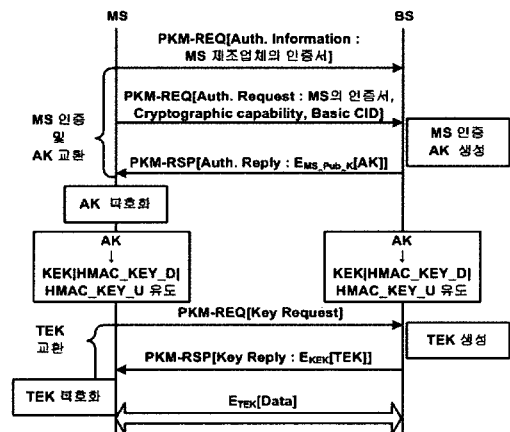 MS
BS
PKM-REQ[Auth. Information :
MS 제조업체의 인증서]
PKM-REQ[Auth. Request : MS의 인증서,
Cryptographic capability, Basic CID]
MS 인증
및
AK 교환
MS 인증
AK 생성
PKM-RSP[Auth. Reply : EMS_Pub_K[AK]]
AK 복호화
AK
↓
KEK|HMAC_KEY_D|
HMAC_KEY_U 유도
AK
↓
KEK|HMAC_KEY_D|
HMAC_KEY_U 유도
PKM-REQ[Key Request]
TEK
교환
TEK 생성
PKM-RSP[Key Reply : EKEK[TEK]]
TEK 복호화
ETEK[Data]